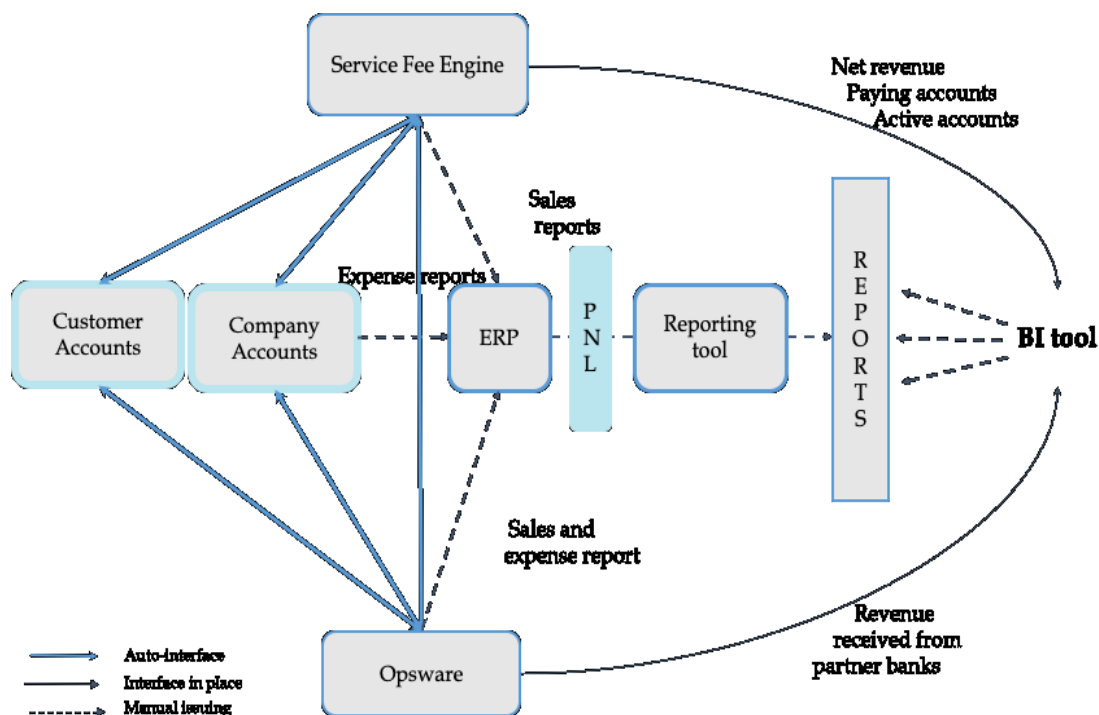 Service Fee Engine
Net revenue
Paying accounts
Active accounts
Sales
reports
Expense reports
Customer
Accounts
Company
Accounts
ERP
P
N
L
Reporting
tool
R
E
P
O
R
T
S
BI tool
Sales and
expense report
Opsware
Revenue
received from
partner banks
Auto-interface
Interface in place
Manual issuing